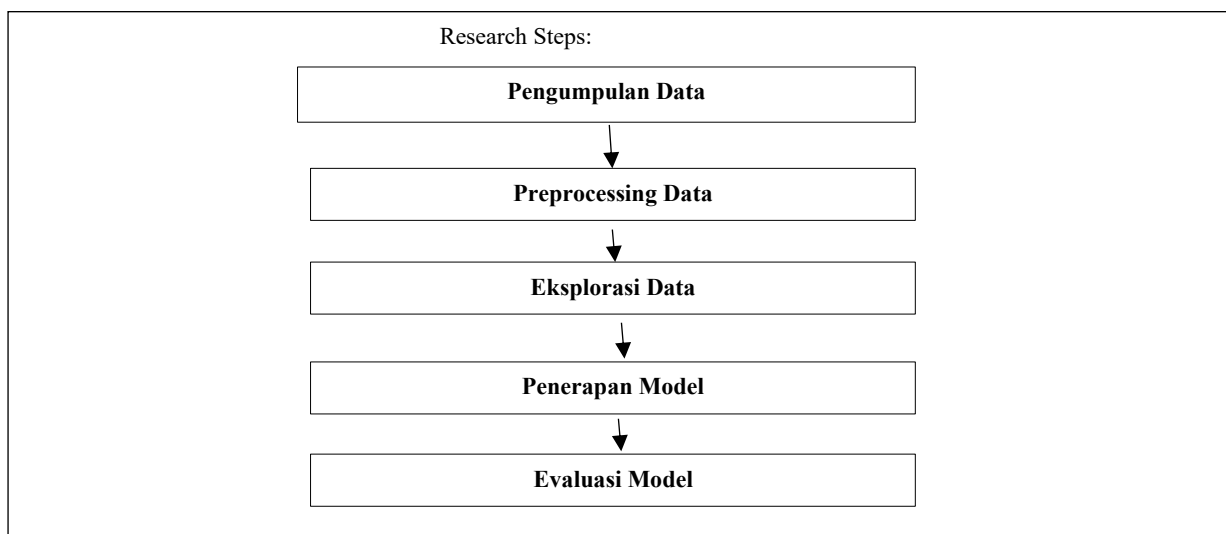 Research Steps:
Pengumpulan Data
Preprocessing Data
Eksplorasi Data
Penerapan Model
Evaluasi Model